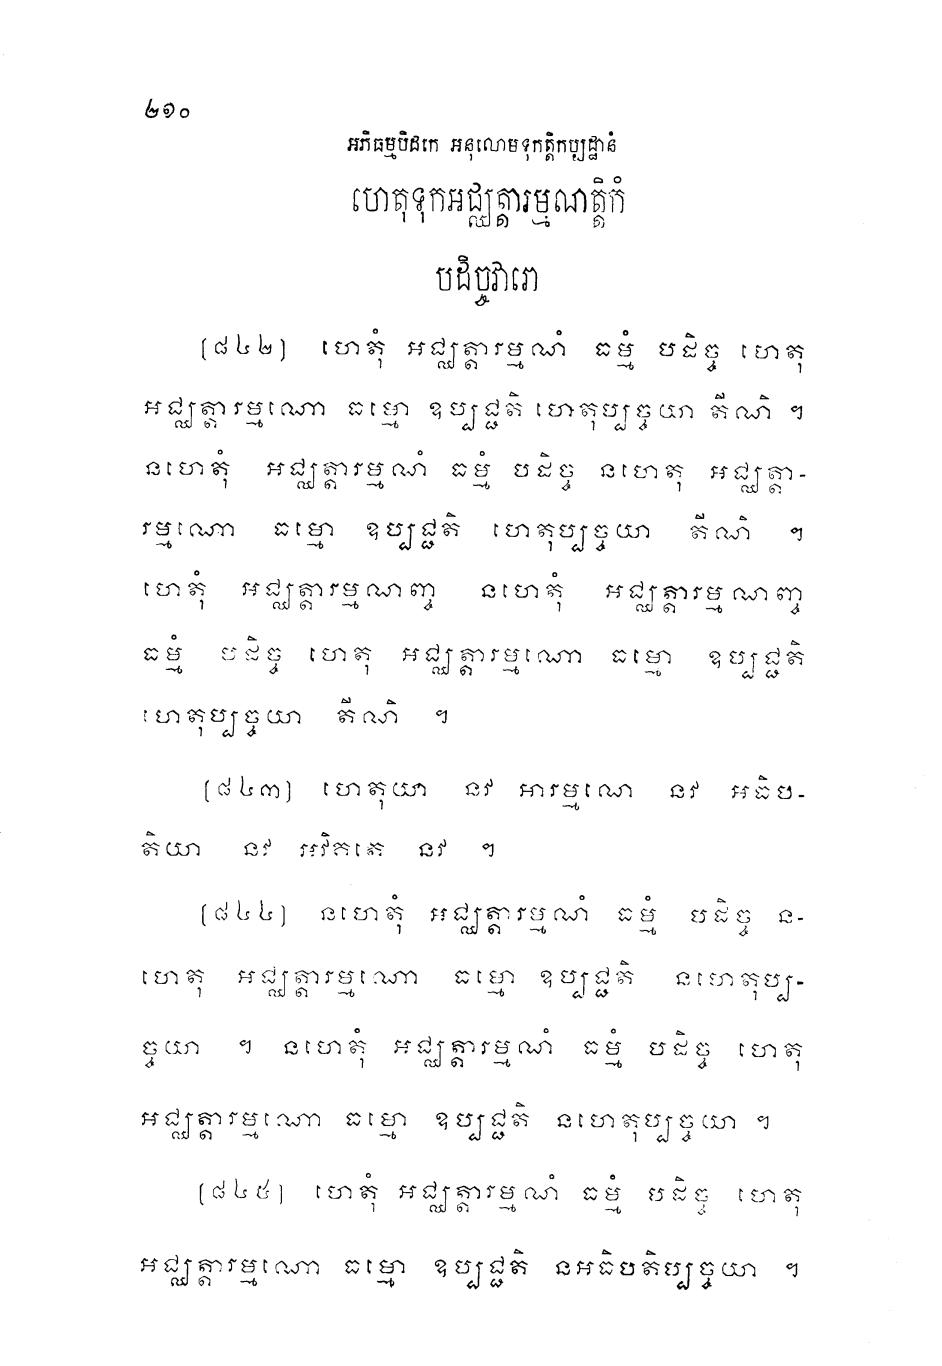 ២១០
អភិធម្មបិដកេ អនុលោមទុកត្តិកប្បដ្ឋានំ
ហេតុទុកអជ្ឈត្តារម្មណត្តិកំ
បដិច្ចវារោ
[៨៤២] ហេតុំ អជ្ឈត្តារម្មណំ ធម្មំ បដិច្ច ហេតុ
អជ្ឈត្តារម្មណោ ធម្មោ ឧប្បជ្ជតិ ហេតុប្បច្ចយា តីណិ ។
នហេតុំ អជ្ឈត្តារម្មណំ ធម្មំ បដិច្ច នហេតុ អជ្ឈត្តា-
រម្មណោ ធម្មោ ឧប្បជ្ជតិ ហេតុប្បច្ចយា តីណិ ។
ហេតុំ អជ្ឈត្តារម្មណញ្ច នហេតុំ អជ្ឈត្តារម្មណញ្ច
ធម្មំ បដិច្ច ហេតុ អជ្ឈត្តារម្មណោ ធម្មោ ឧប្បជ្ជតិ
ហេតុប្បច្ចយា តីណិ ។
[៨៤៣] ហេតុយា នវ អារម្មណេ នវ អធិប-
តិយា នវ អវិគតេ នវ ។
[៨៤៤] នហេតុំ អជ្ឈត្តារម្មណំ ធម្មំ បដិច្ច ន-
ហេតុ អជ្ឈត្តារម្មណោ ធម្មោ ឧប្បជ្ជតិ នហេតុប្ប-
ច្ចយា ។ នហេតុំ អជ្ឈត្តារម្មណំ ធម្មំ បដិច្ច ហេតុ
អជ្ឈត្តារម្មណោ ធម្មោ ឧប្បជ្ជតិ នហេតុប្បច្ចយា ។
[៨៤៥] ហេតុំ អជ្ឈត្តារម្មណំ ធម្មំ បដិច្ច ហេតុ
អជ្ឈត្តារម្មណោ ធម្មោ ឧប្បជ្ជតិ នអធិបតិប្បច្ចយា ។